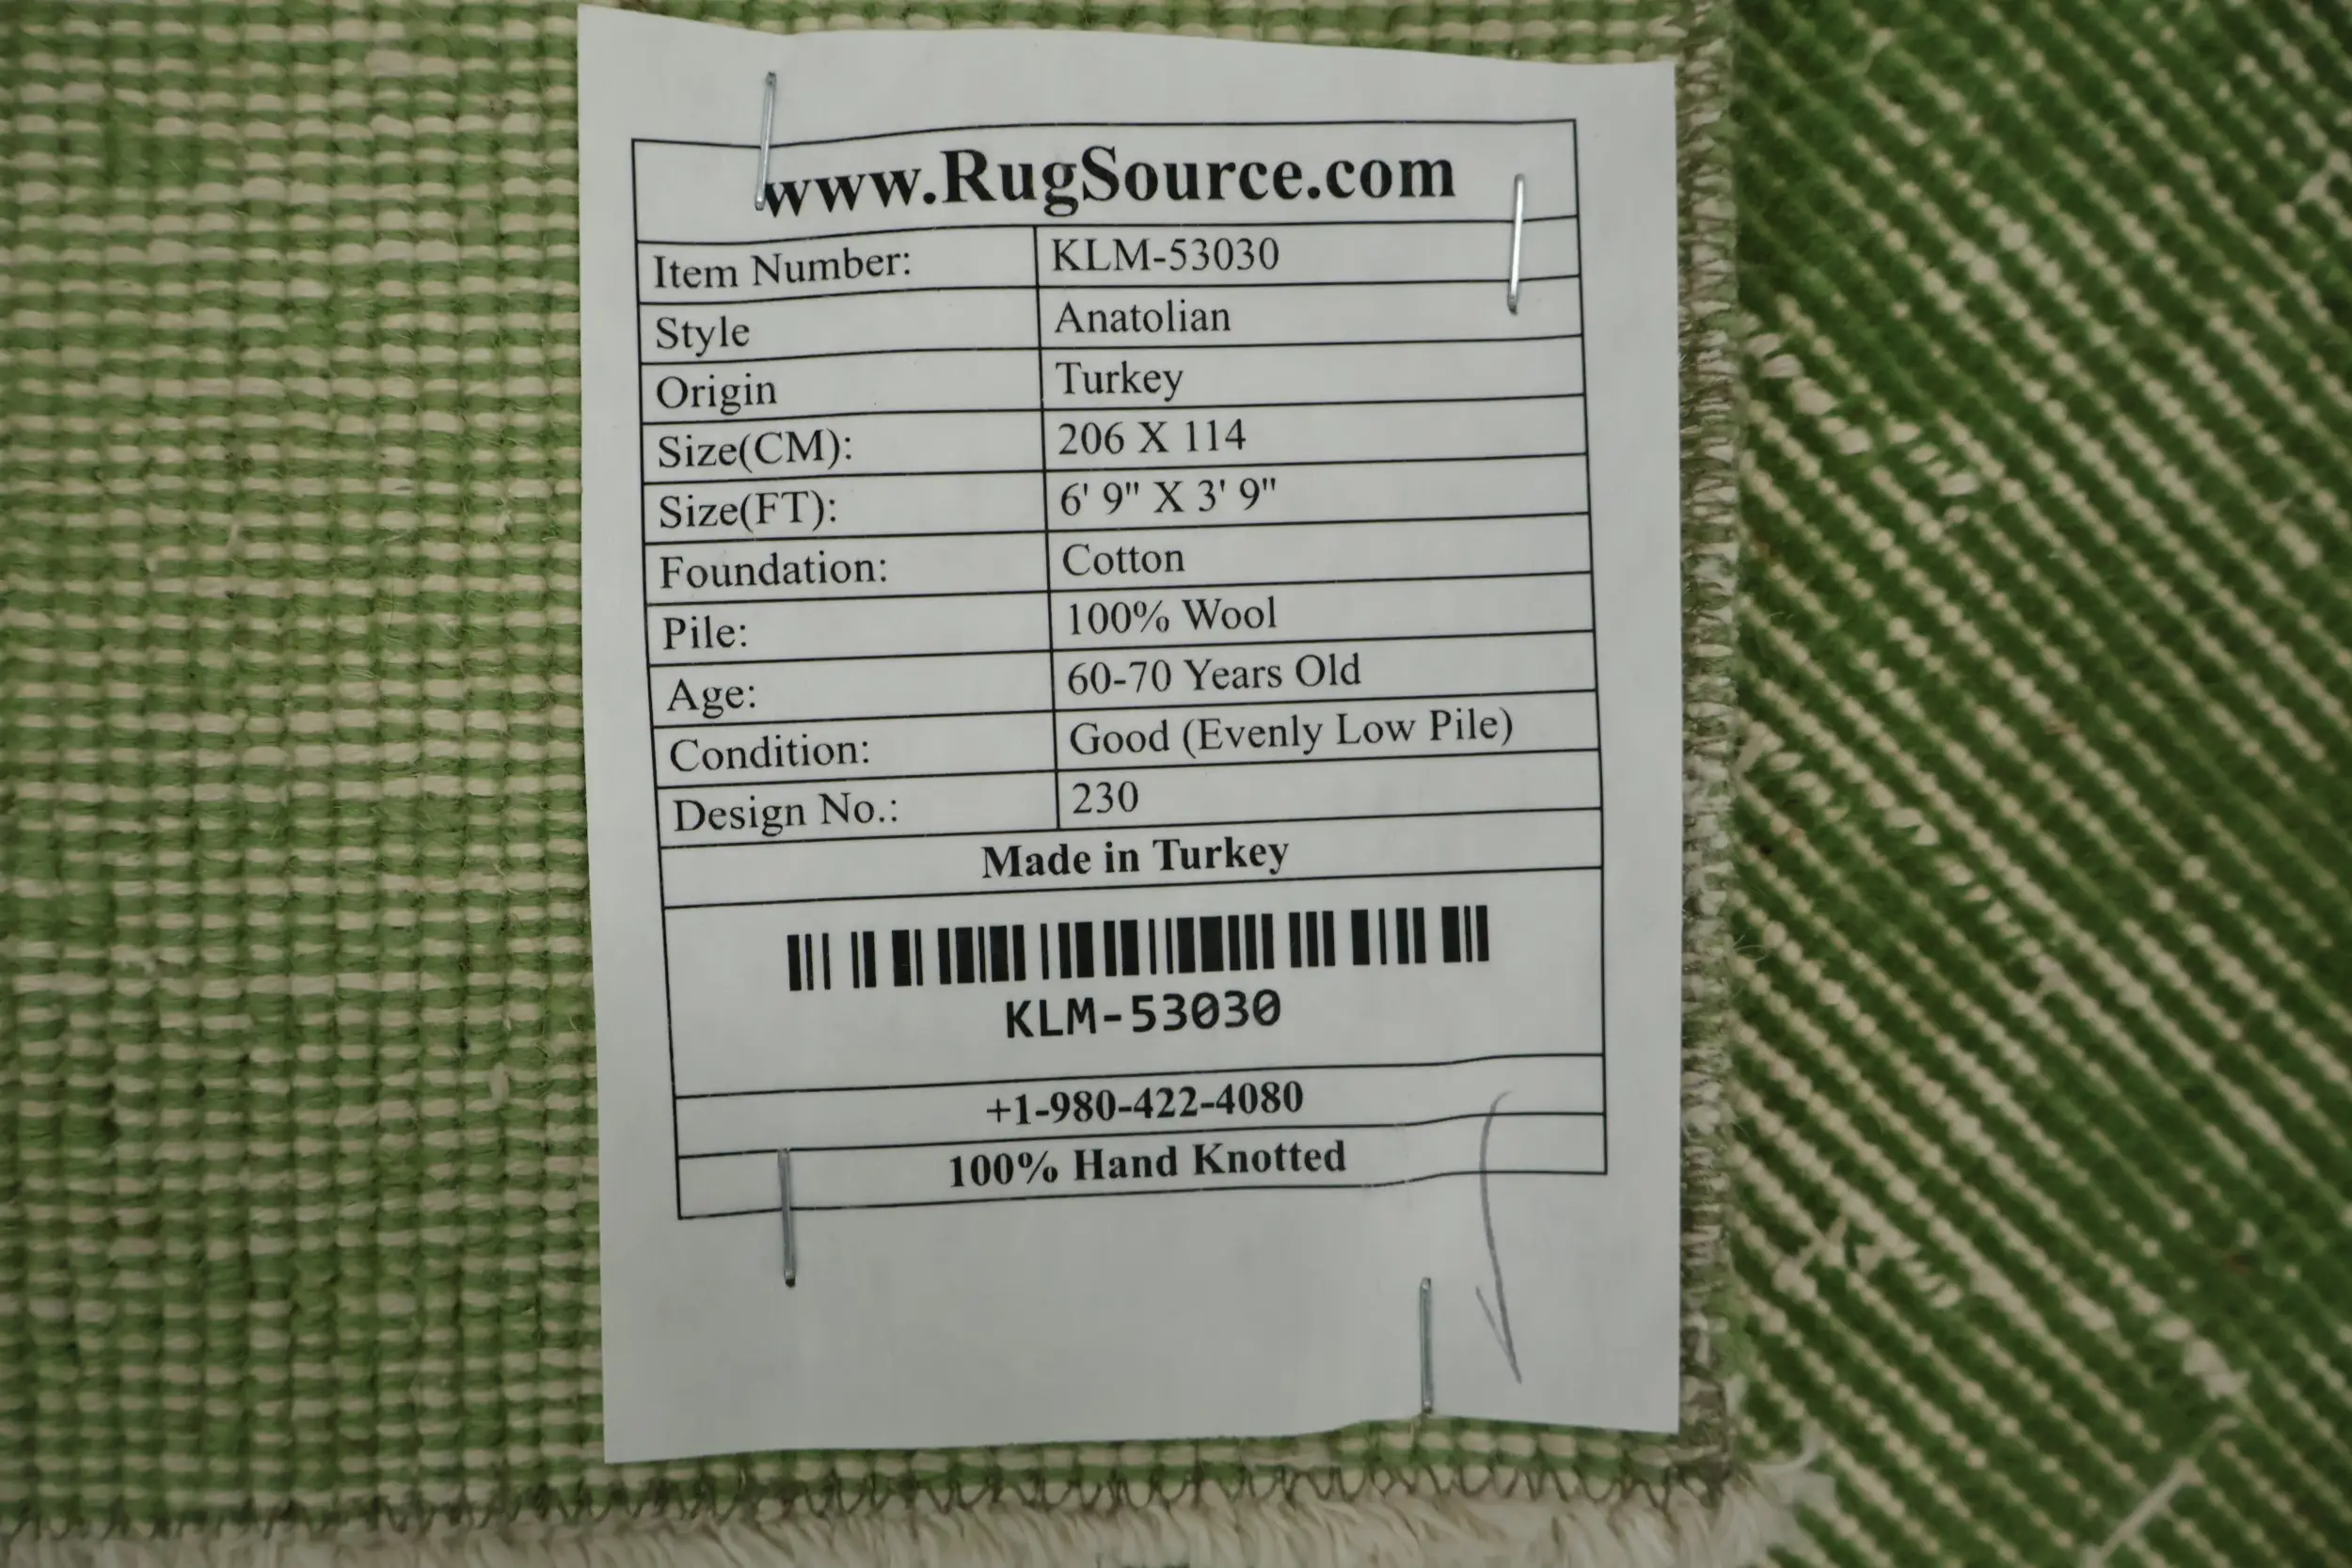 www.RugSource.com
Item Number: KLM-53030
Style Anatolian
Origin Turkey
Size(CM): 206 X 114
Size(FT): 6' 9" X 3' 9"
Foundation: Cotton
Pile: 100% Wool
Age: 60-70 Years Old
Condition: Good (Evenly Low Pile)
Design No.: 230
Made in Turkey
KLM-53030
+1-980-422-4080
100% Hand Knotted